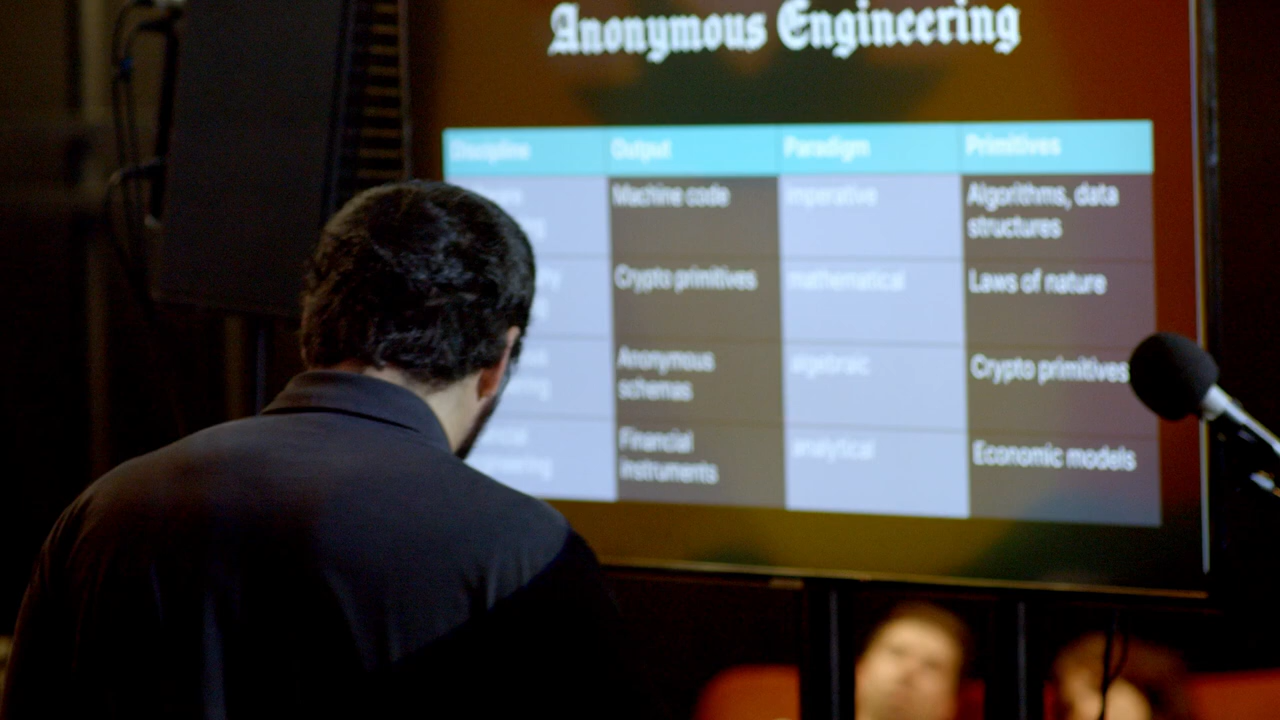 Anonymous Engineering
Discipline Output Paradigm Primitives
Machine code imperative Algorithms, data
structures
Crypto primitives mathematical Laws of nature
Anonymous
schemas algebraic Crypto primitives
Financial
instruments analytical Economic models